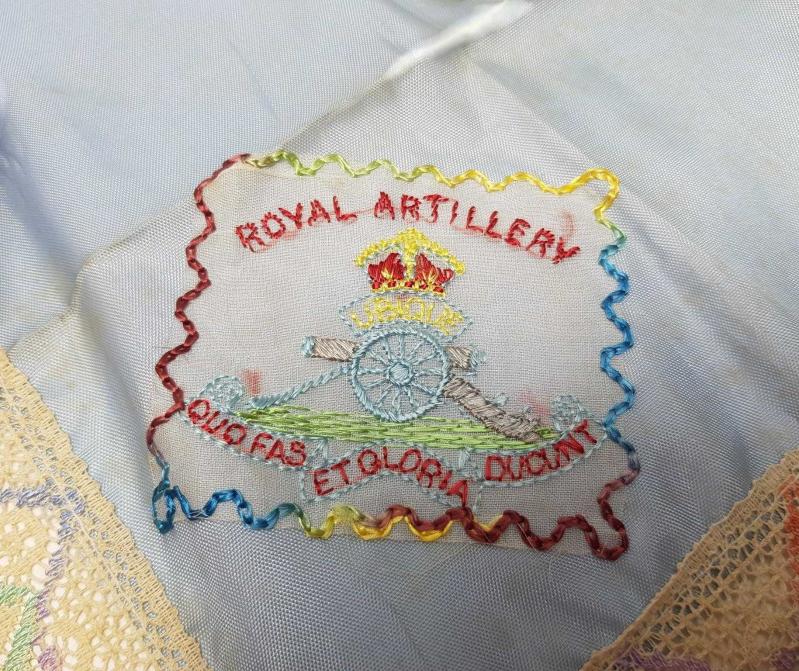 ROYAL ARTILLERY
UBIQUE
QUO FAS ET GLORIA DUCUNT